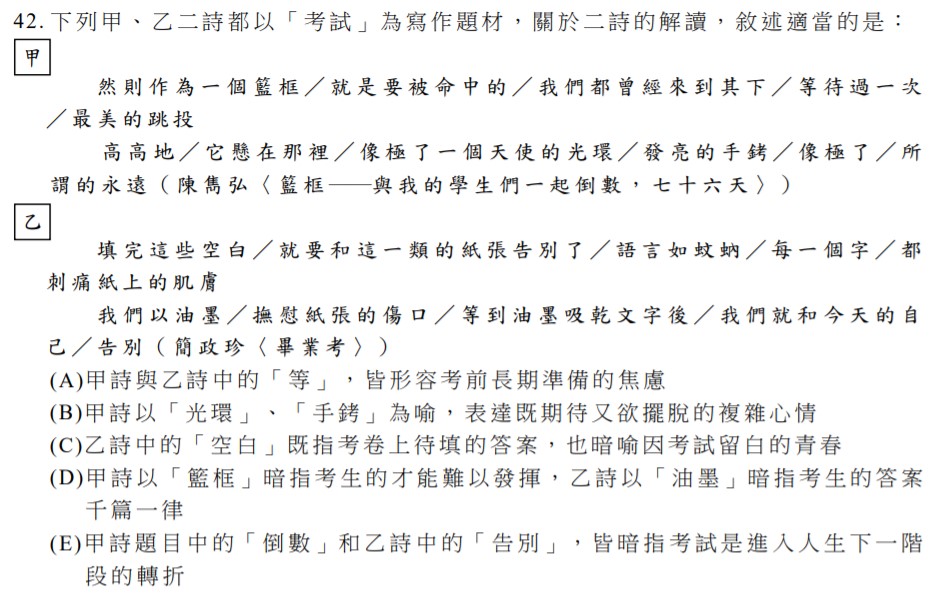 42. 下列甲、乙二詩都以「考試」為寫作題材，關於二詩的解讀，敘述適當的是：
甲
然則作為一個籃框／就是要被命中的／我們都曾經來到其下／等待過一次
／最美的跳投
高高地／它懸在那裡／像極了一個天使的光環／發亮的手銬／像極了／所
謂的永遠（陳雋弘〈籃框──與我的學生們一起倒數，七十六天〉）
乙
填完這些空白／就要和這一類的紙張告別了／語言如蚊蚋／每一個字／都
刺痛紙上的肌膚
我們以油墨／撫慰紙張的傷口／等到油墨吸乾文字後／我們就和今天的自
己／告別（簡政珍〈畢業考〉）
(A)甲詩與乙詩中的「等」，皆形容考前長期準備的焦慮
(B)甲詩以「光環」、「手銬」為喻，表達既期待又欲擺脫的複雜心情
(C)乙詩中的「空白」既指考卷上待填的答案，也暗喻因考試留白的青春
(D)甲詩以「籃框」暗指考生的才能難以發揮，乙詩以「油墨」暗指考生的答案
千篇一律
(E)甲詩題目中的「倒數」和乙詩中的「告別」，皆暗指考試是進入人生下一階
段的轉折